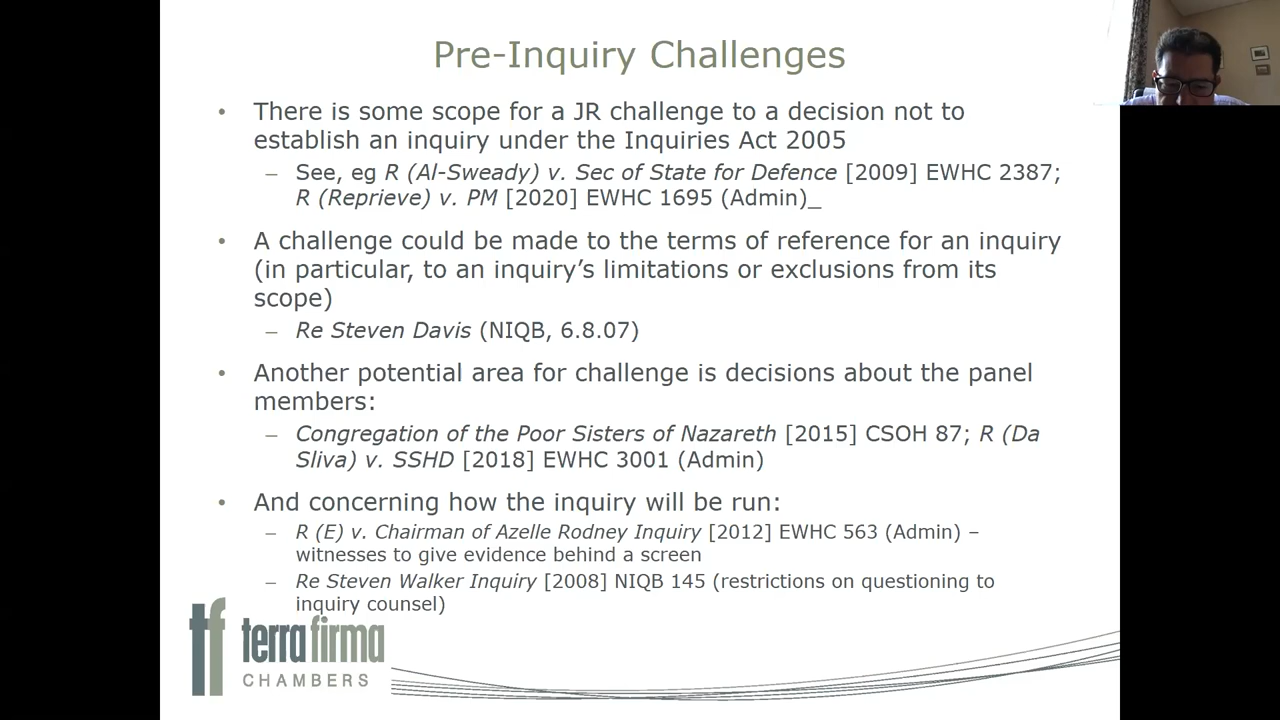 Pre-Inquiry Challenges
• There is some scope for a JR challenge to a decision not to
establish an inquiry under the Inquiries Act 2005
– See, eg R (Al-Sweady) v. Sec of State for Defence [2009] EWHC 2387;
R (Reprieve) v. PM [2020] EWHC 1695 (Admin)_
• A challenge could be made to the terms of reference for an inquiry
(in particular, to an inquiry’s limitations or exclusions from its
scope)
– Re Steven Davis (NIQB, 6.8.07)
• Another potential area for challenge is decisions about the panel
members:
– Congregation of the Poor Sisters of Nazareth [2015] CSOH 87; R (Da
Sliva) v. SSHD [2018] EWHC 3001 (Admin)
• And concerning how the inquiry will be run:
– R (E) v. Chairman of Azelle Rodney Inquiry [2012] EWHC 563 (Admin) –
witnesses to give evidence behind a screen
– Re Steven Walker Inquiry [2008] NIQB 145 (restrictions on questioning to
inquiry counsel)
tf terra firma
CHAMBERS